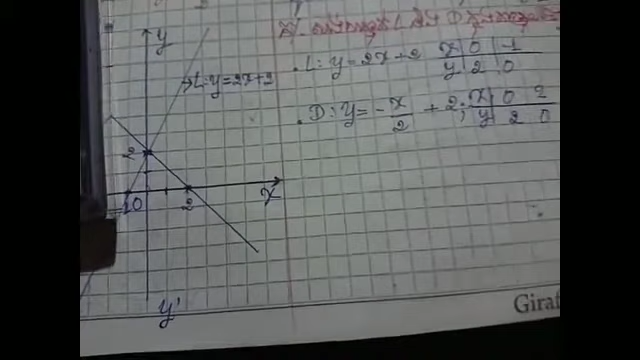 y
L: y = 2x+2
2
-1 0 2 x
y'
. L: y = 2x+2 x 0 -1
y 2 0
. D: y = -x/2 + 2; x 0 2
y 2 0
Giraf